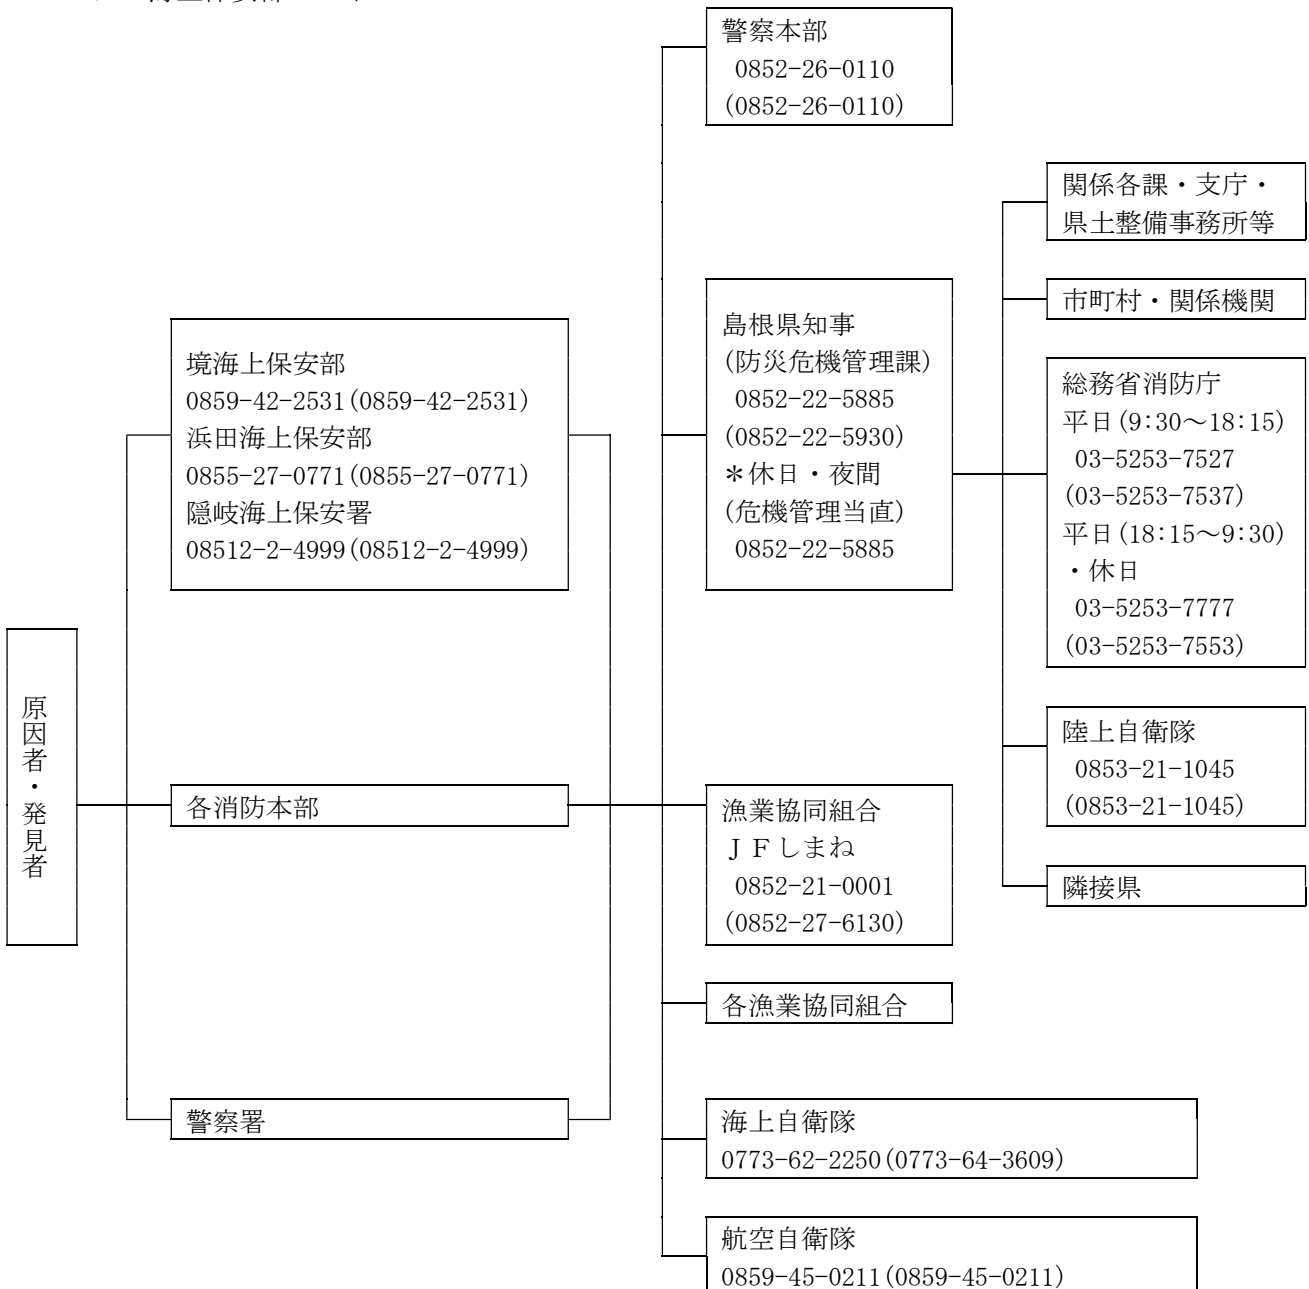 原因者・発見者
境海上保安部
0859-42-2531(0859-42-2531)
浜田海上保安部
0855-27-0771(0855-27-0771)
隠岐海上保安署
08512-2-4999(08512-2-4999)
各消防本部
警察署
警察本部
0852-26-0110
(0852-26-0110)
島根県知事
(防災危機管理課)
0852-22-5885
(0852-22-5930)
＊休日・夜間
(危機管理当直)
0852-22-5885
漁業協同組合
ＪＦしまね
0852-21-0001
(0852-27-6130)
各漁業協同組合
海上自衛隊
0773-62-2250(0773-64-3609)
航空自衛隊
0859-45-0211(0859-45-0211)
関係各課・支庁・
県土整備事務所等
市町村・関係機関
総務省消防庁
平日(9:30～18:15)
03-5253-7527
(03-5253-7537)
平日(18:15～9:30)
・休日
03-5253-7777
(03-5253-7553)
陸上自衛隊
0853-21-1045
(0853-21-1045)
隣接県